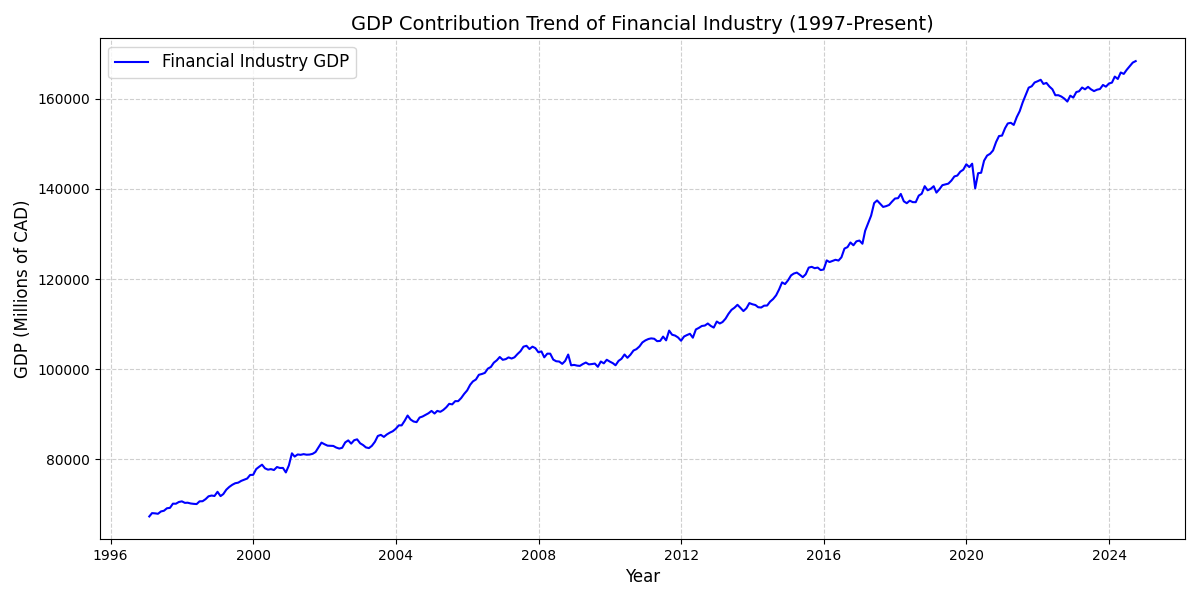 GDP Contribution Trend of Financial Industry (1997-Present)
Financial Industry GDP
GDP (Millions of CAD)
160000
140000
120000
100000
80000
1996 2000 2004 2008 2012 2016 2020 2024
Year